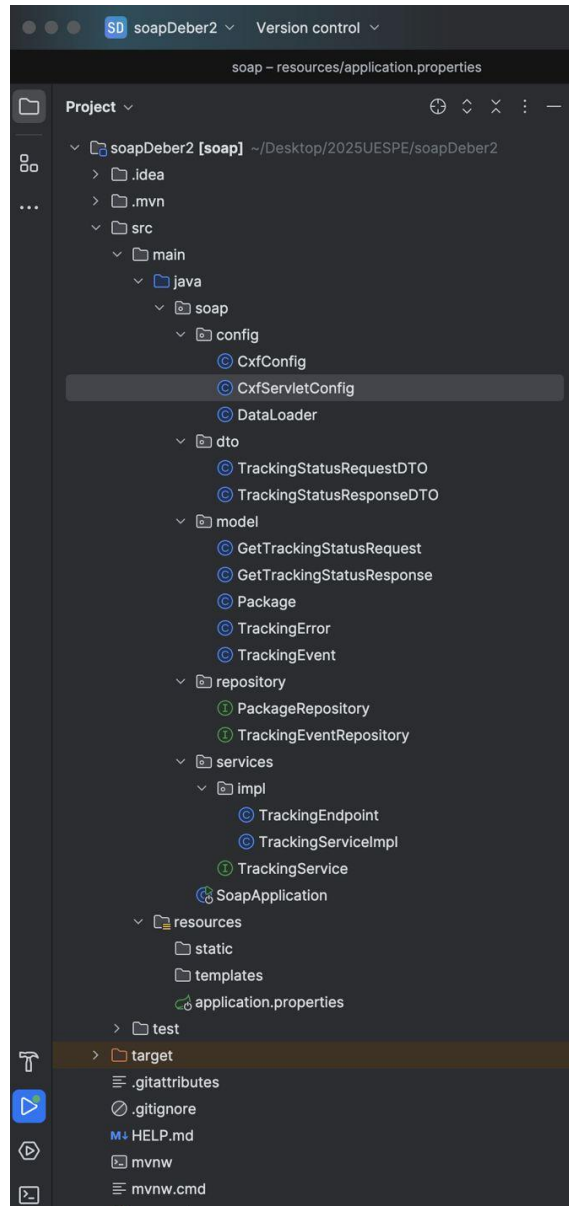 SD soapDeber2 Version control
soap – resources/application.properties
Project
soapDeber2 [soap] ~/Desktop/2025UESPE/soapDeber2
.idea
.mvn
src
main
java
soap
config
C CxfConfig
C CxfServletConfig
C DataLoader
dto
C TrackingStatusRequestDTO
C TrackingStatusResponseDTO
model
C GetTrackingStatusRequest
C GetTrackingStatusResponse
C Package
C TrackingError
C TrackingEvent
repository
I PackageRepository
I TrackingEventRepository
services
impl
C TrackingEndpoint
C TrackingServiceImpl
I TrackingService
SoapApplication
resources
static
templates
application.properties
test
target
.gitattributes
.gitignore
M↓ HELP.md
mvnw
mvnw.cmd